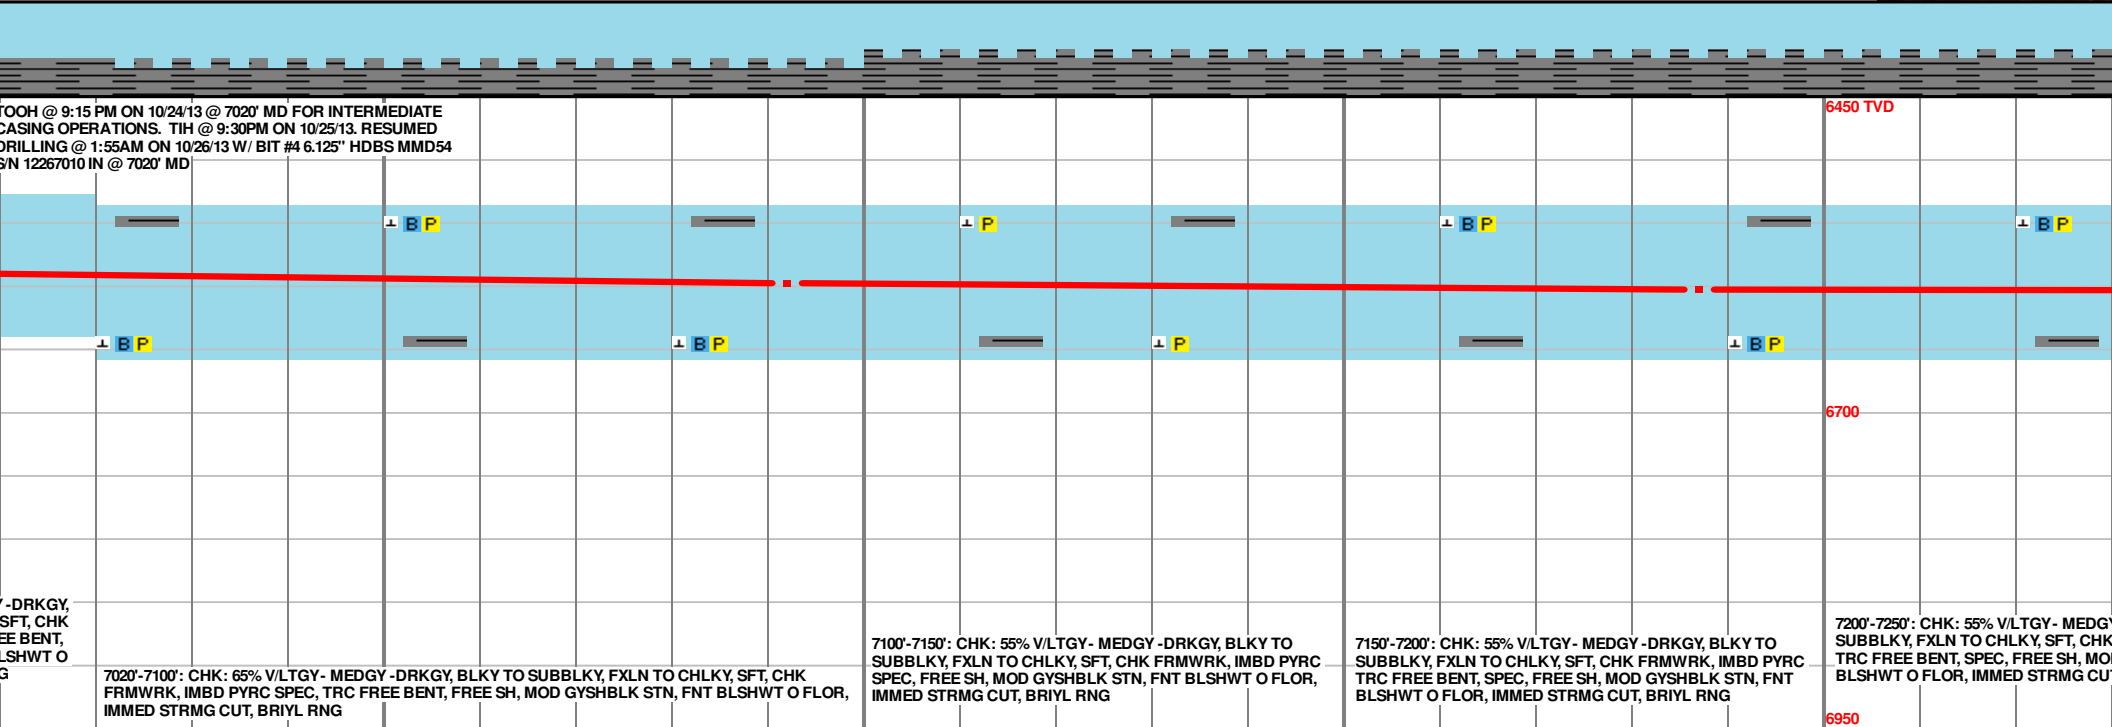 TOOH @ 9:15 PM ON 10/24/13 @ 7020' MD FOR INTERMEDIATE
CASING OPERATIONS. TIH @ 9:30PM ON 10/25/13. RESUMED
DRILLING @ 1:55AM ON 10/26/13 W/ BIT #4 6.125" HDBS MMD54
S/N 12267010 IN @ 7020' MD
6450 TVD
B P
P
B P
B P
B P
B P
P
B P
6700
-DRKGY,
SFT, CHK
EE BENT,
LSHWT O
G
7020'-7100': CHK: 65% V/LTGY- MEDGY -DRKGY, BLKY TO SUBBLKY, FXLN TO CHLKY, SFT, CHK
FRMWRK, IMBD PYRC SPEC, TRC FREE BENT, FREE SH, MOD GYSHBLK STN, FNT BLSHWT O FLOR,
IMMED STRMG CUT, BRIYL RNG
7100'-7150': CHK: 55% V/LTGY- MEDGY -DRKGY, BLKY TO
SUBBLKY, FXLN TO CHLKY, SFT, CHK FRMWRK, IMBD PYRC
SPEC, FREE SH, MOD GYSHBLK STN, FNT BLSHWT O FLOR,
IMMED STRMG CUT, BRIYL RNG
7150'-7200': CHK: 55% V/LTGY- MEDGY -DRKGY, BLKY TO
SUBBLKY, FXLN TO CHLKY, SFT, CHK FRMWRK, IMBD PYRC
TRC FREE BENT, SPEC, FREE SH, MOD GYSHBLK STN, FNT
BLSHWT O FLOR, IMMED STRMG CUT, BRIYL RNG
7200'-7250': CHK: 55% V/LTGY- MEDGY
SUBBLKY, FXLN TO CHLKY, SFT, CHK
TRC FREE BENT, SPEC, FREE SH, MO
BLSHWT O FLOR, IMMED STRMG CUT
6950